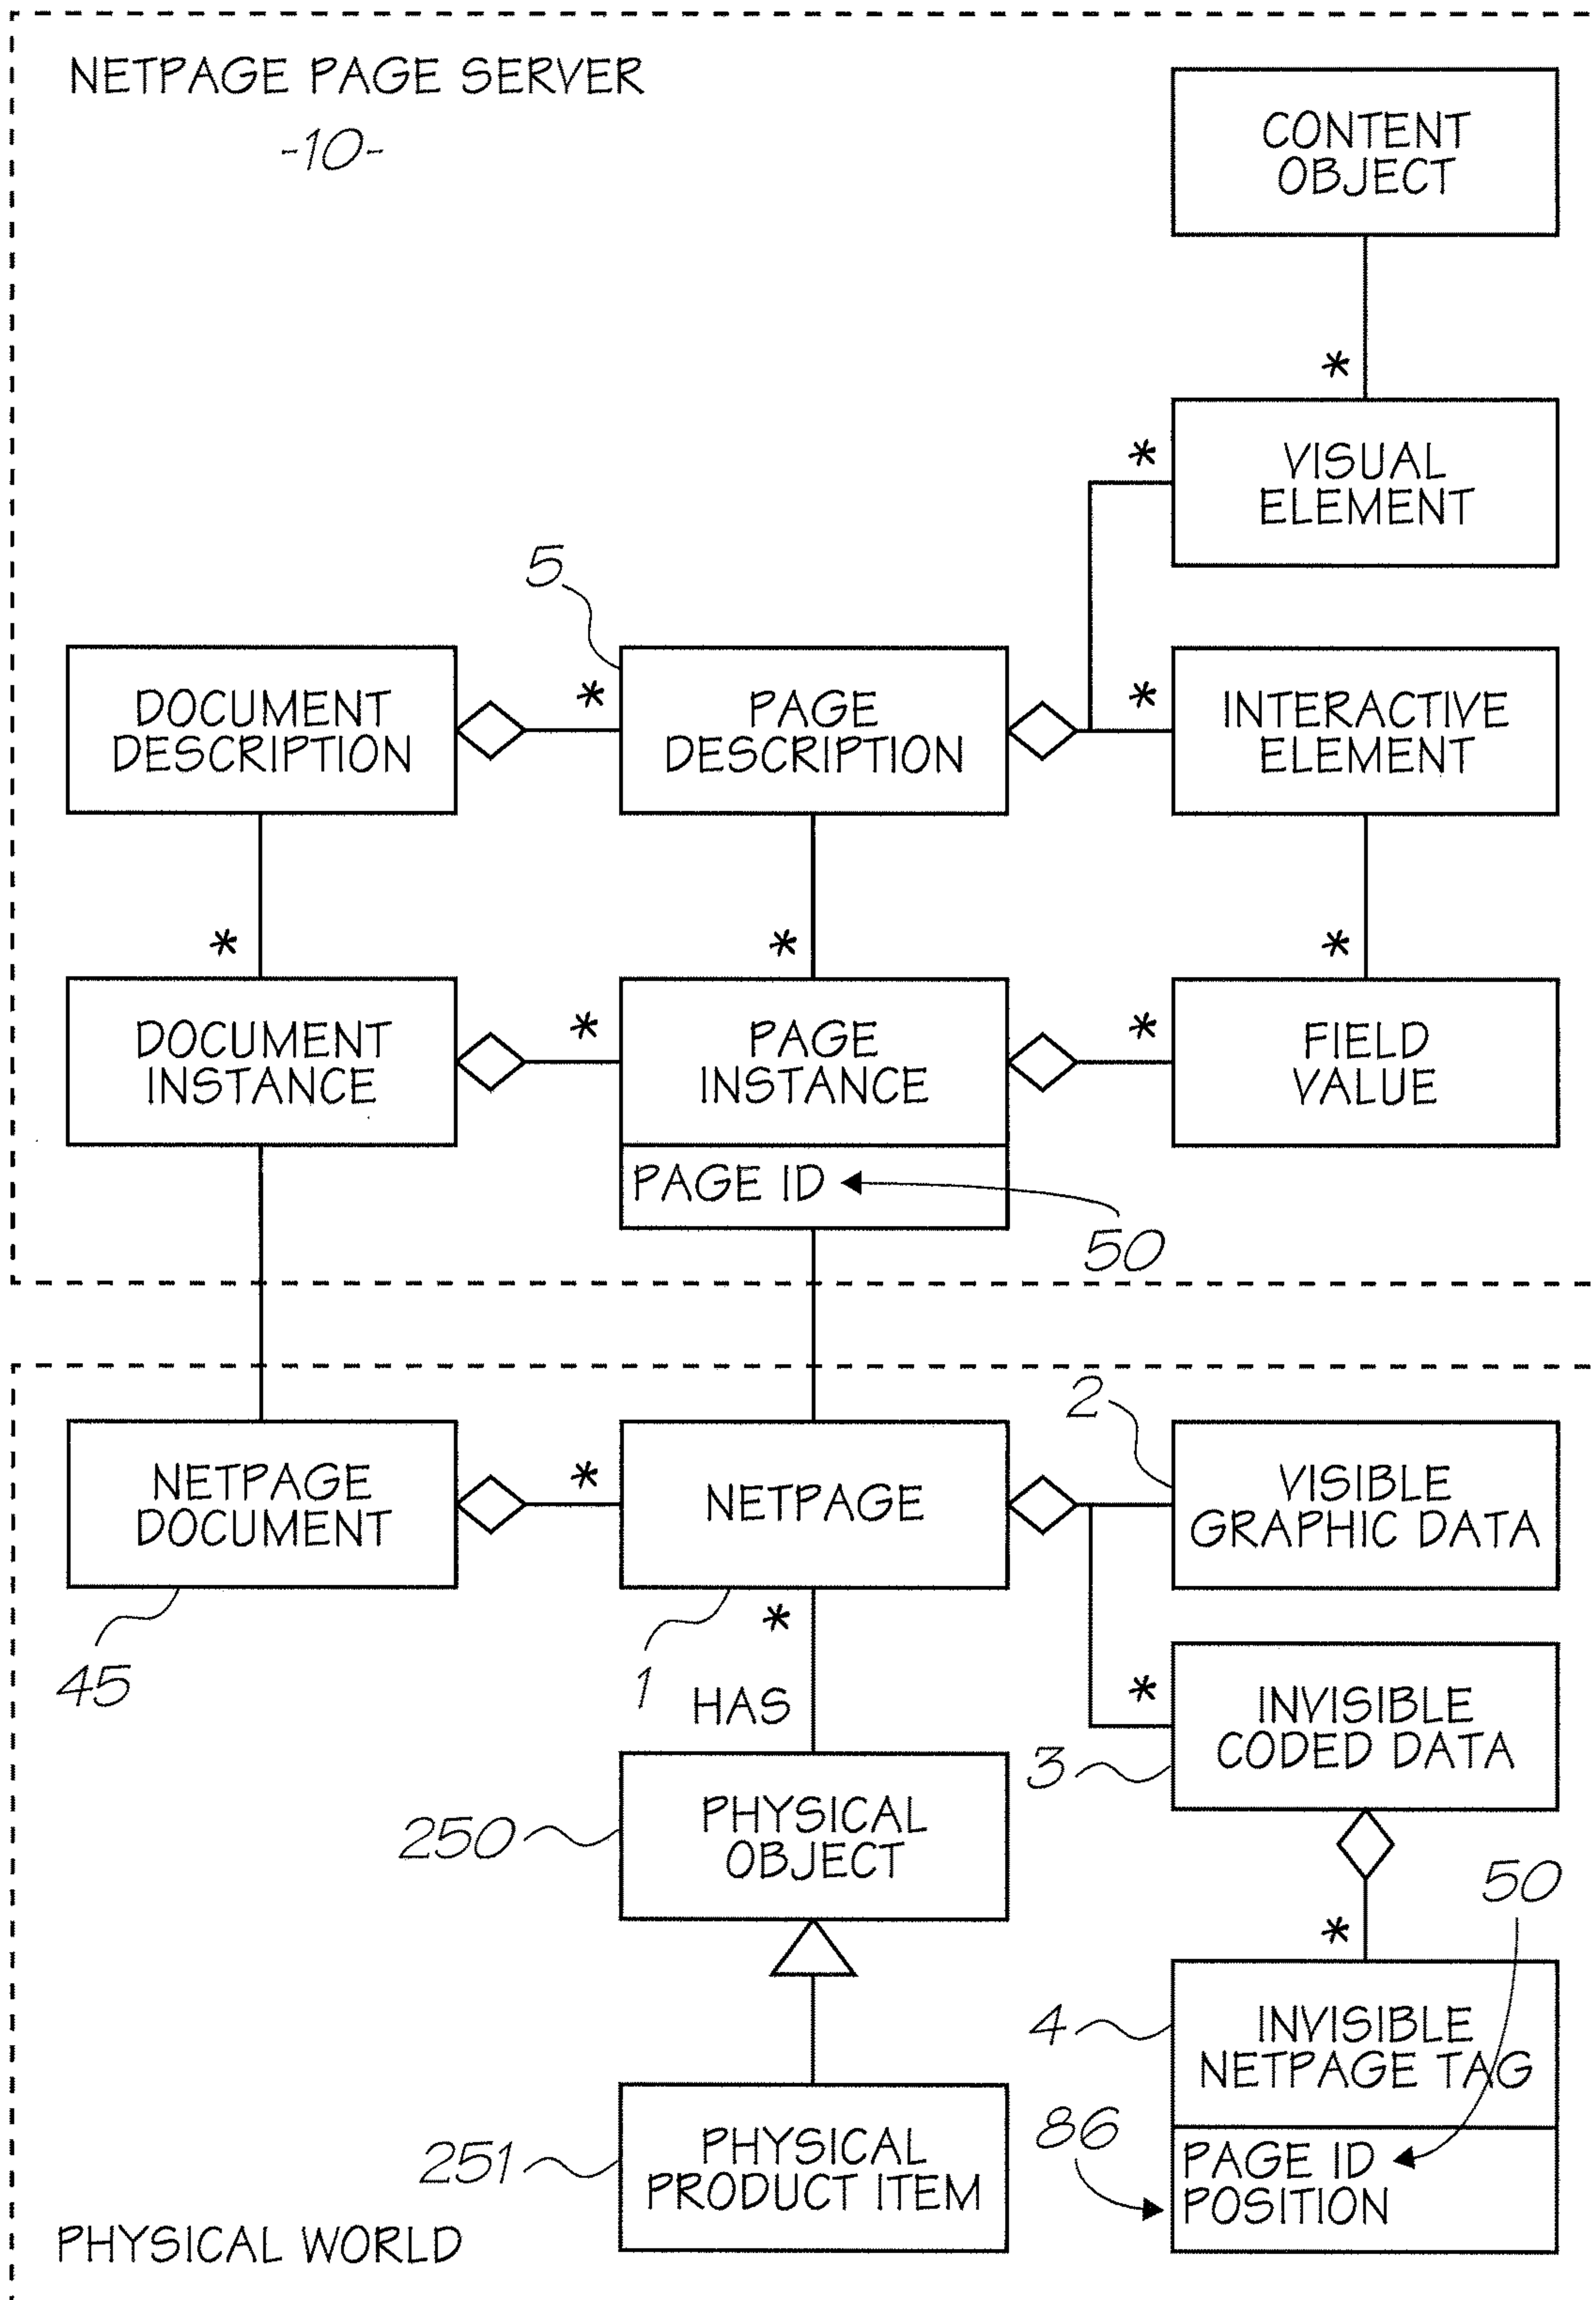 NETPAGE PAGE SERVER
-10-
CONTENT
OBJECT
*
*
VISUAL
ELEMENT
5
DOCUMENT
DESCRIPTION
*
PAGE
DESCRIPTION
*
INTERACTIVE
ELEMENT
*
*
*
DOCUMENT
INSTANCE
*
PAGE
INSTANCE
*
FIELD
VALUE
PAGE ID
50
2
NETPAGE
DOCUMENT
*
NETPAGE
VISIBLE
GRAPHIC DATA
45
1
*
HAS
*
INVISIBLE
CODED DATA
3
250
PHYSICAL
OBJECT
50
*
4
INVISIBLE
NETPAGE TAG
86
PAGE ID
POSITION
251
PHYSICAL
PRODUCT ITEM
PHYSICAL WORLD